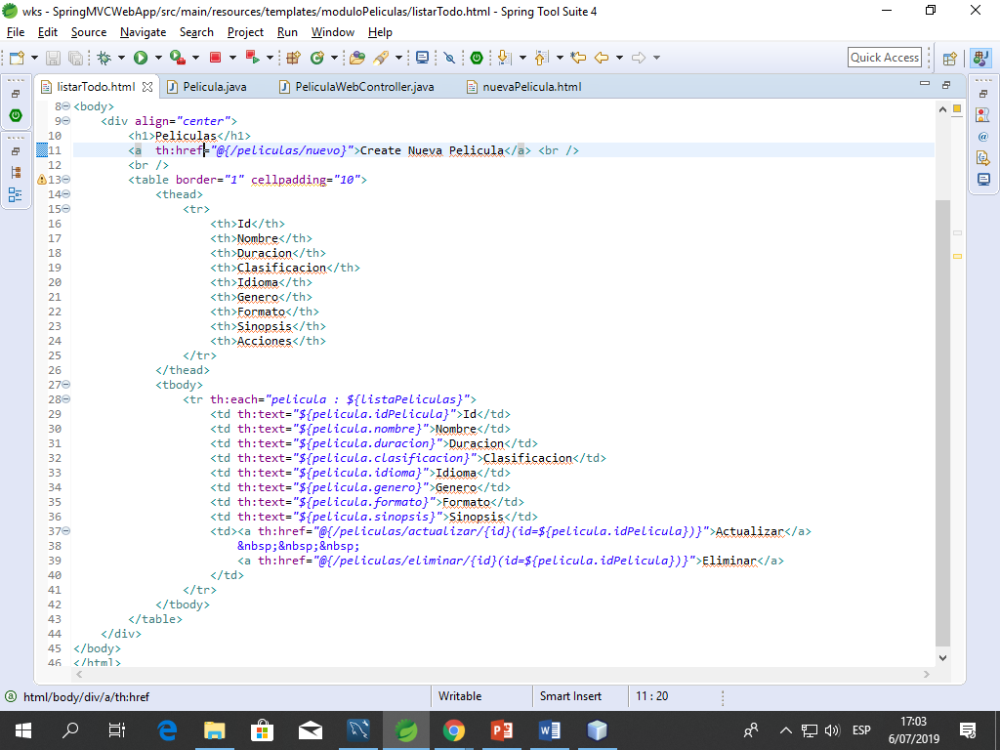 wks - SpringMVCWebApp/src/main/resources/templates/moduloPeliculas/listarTodo.html - Spring Tool Suite 4
File Edit Source Navigate Search Project Run Window Help
Quick Access
listarTodo.html Pelicula.java PeliculaWebController.java nuevaPelicula.html
8 <body>
9 <div align="center">
10 <h1>Peliculas</h1>
11 <a th:href="@{/peliculas/nuevo}">Create Nueva Pelicula</a> <br />
12 <br />
13 <table border="1" cellpadding="10">
14 <thead>
15 <tr>
16 <th>Id</th>
17 <th>Nombre</th>
18 <th>Duracion</th>
19 <th>Clasificacion</th>
20 <th>Idioma</th>
21 <th>Genero</th>
22 <th>Formato</th>
23 <th>Sinopsis</th>
24 <th>Acciones</th>
25 </tr>
26 </thead>
27 <tbody>
28 <tr th:each="pelicula : ${listaPeliculas}">
29 <td th:text="${pelicula.idPelicula}">Id</td>
30 <td th:text="${pelicula.nombre}">Nombre</td>
31 <td th:text="${pelicula.duracion}">Duracion</td>
32 <td th:text="${pelicula.clasificacion}">Clasificacion</td>
33 <td th:text="${pelicula.idioma}">Idioma</td>
34 <td th:text="${pelicula.genero}">Genero</td>
35 <td th:text="${pelicula.formato}">Formato</td>
36 <td th:text="${pelicula.sinopsis}">Sinopsis</td>
37 <td><a th:href="@{/peliculas/actualizar/{id}(id=${pelicula.idPelicula})}">Actualizar</a>
38 &nbsp;&nbsp;&nbsp;
39 <a th:href="@{/peliculas/eliminar/{id}(id=${pelicula.idPelicula})}">Eliminar</a>
40 </td>
41 </tr>
42 </tbody>
43 </table>
44 </div>
45 </body>
46 </html>
html/body/div/a/th:href Writable Smart Insert 11 : 20
ESP 17:03
6/07/2019